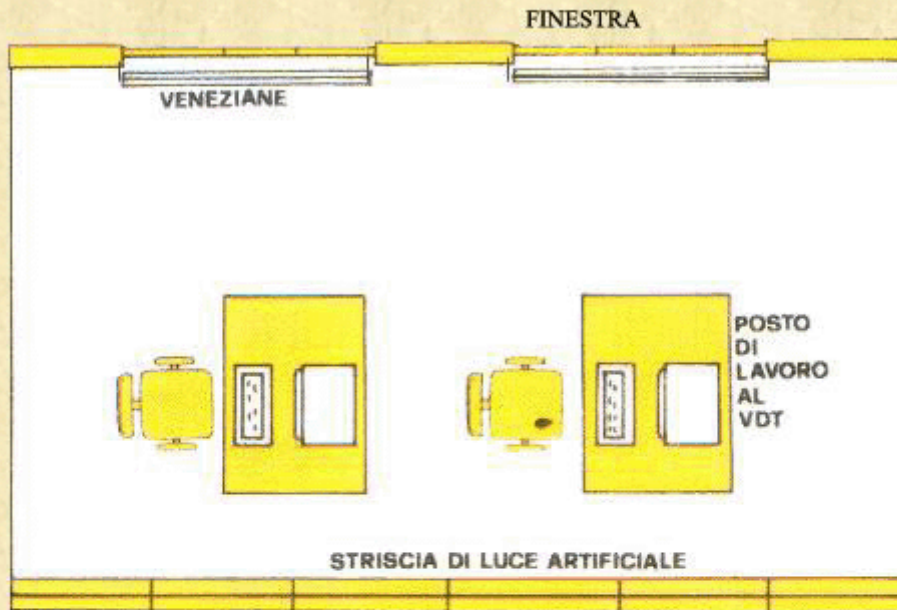 FINESTRA
VENEZIANE
POSTO
DI
LAVORO
AL
VDT
STRISCIA DI LUCE ARTIFICIALE